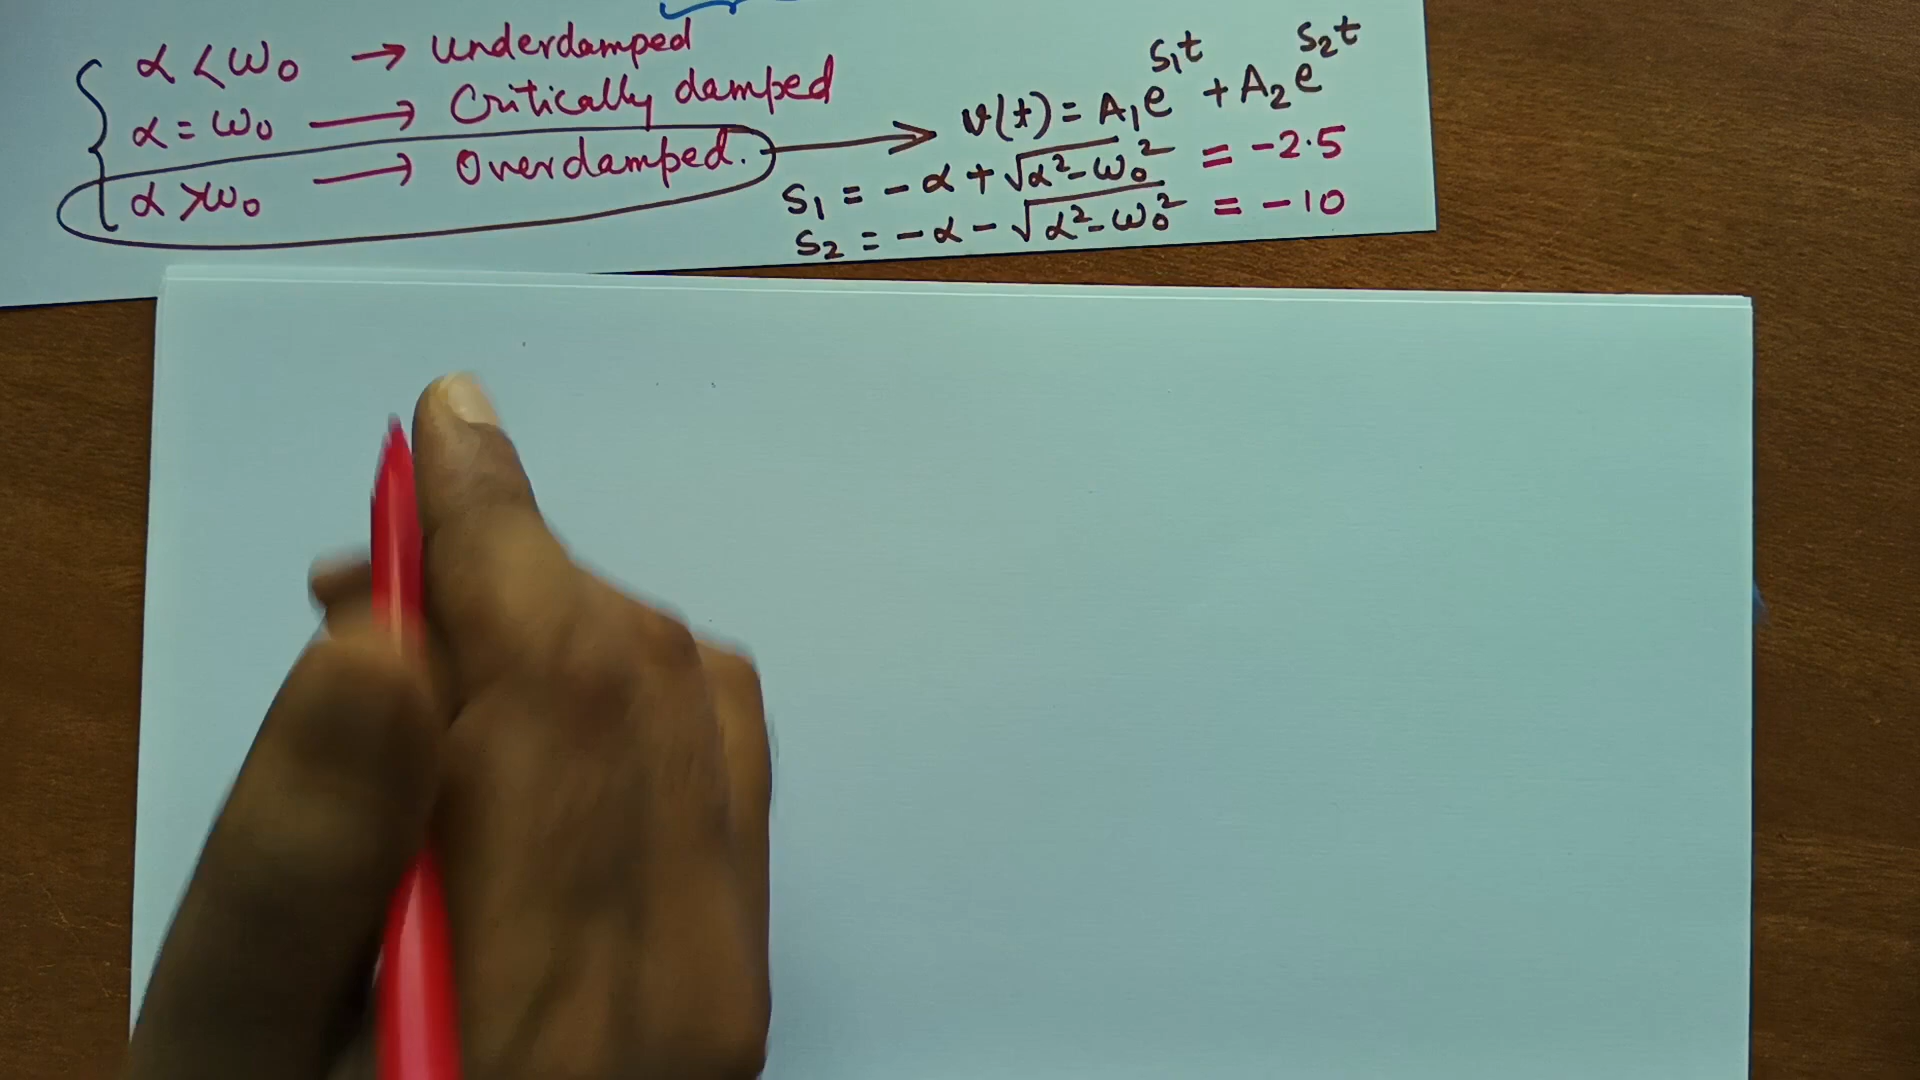 α < ω₀ → underdamped
α = ω₀ → Critically damped
α > ω₀ → Overdamped.
v(t) = A₁e^{s₁t} + A₂e^{s₂t}
S₁ = -α + √(α²-ω₀²) = -2.5
S₂ = -α - √(α²-ω₀²) = -10